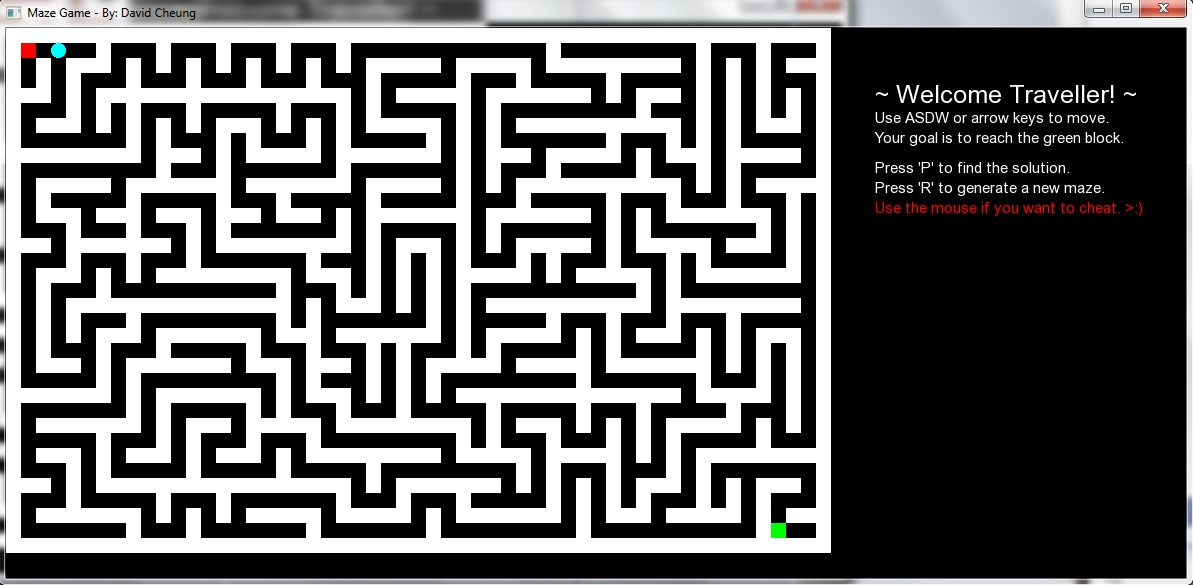 Maze Game - By: David Cheung
~ Welcome Traveller! ~
Use ASDW or arrow keys to move.
Your goal is to reach the green block.
Press 'P' to find the solution.
Press 'R' to generate a new maze.
Use the mouse if you want to cheat. >:)